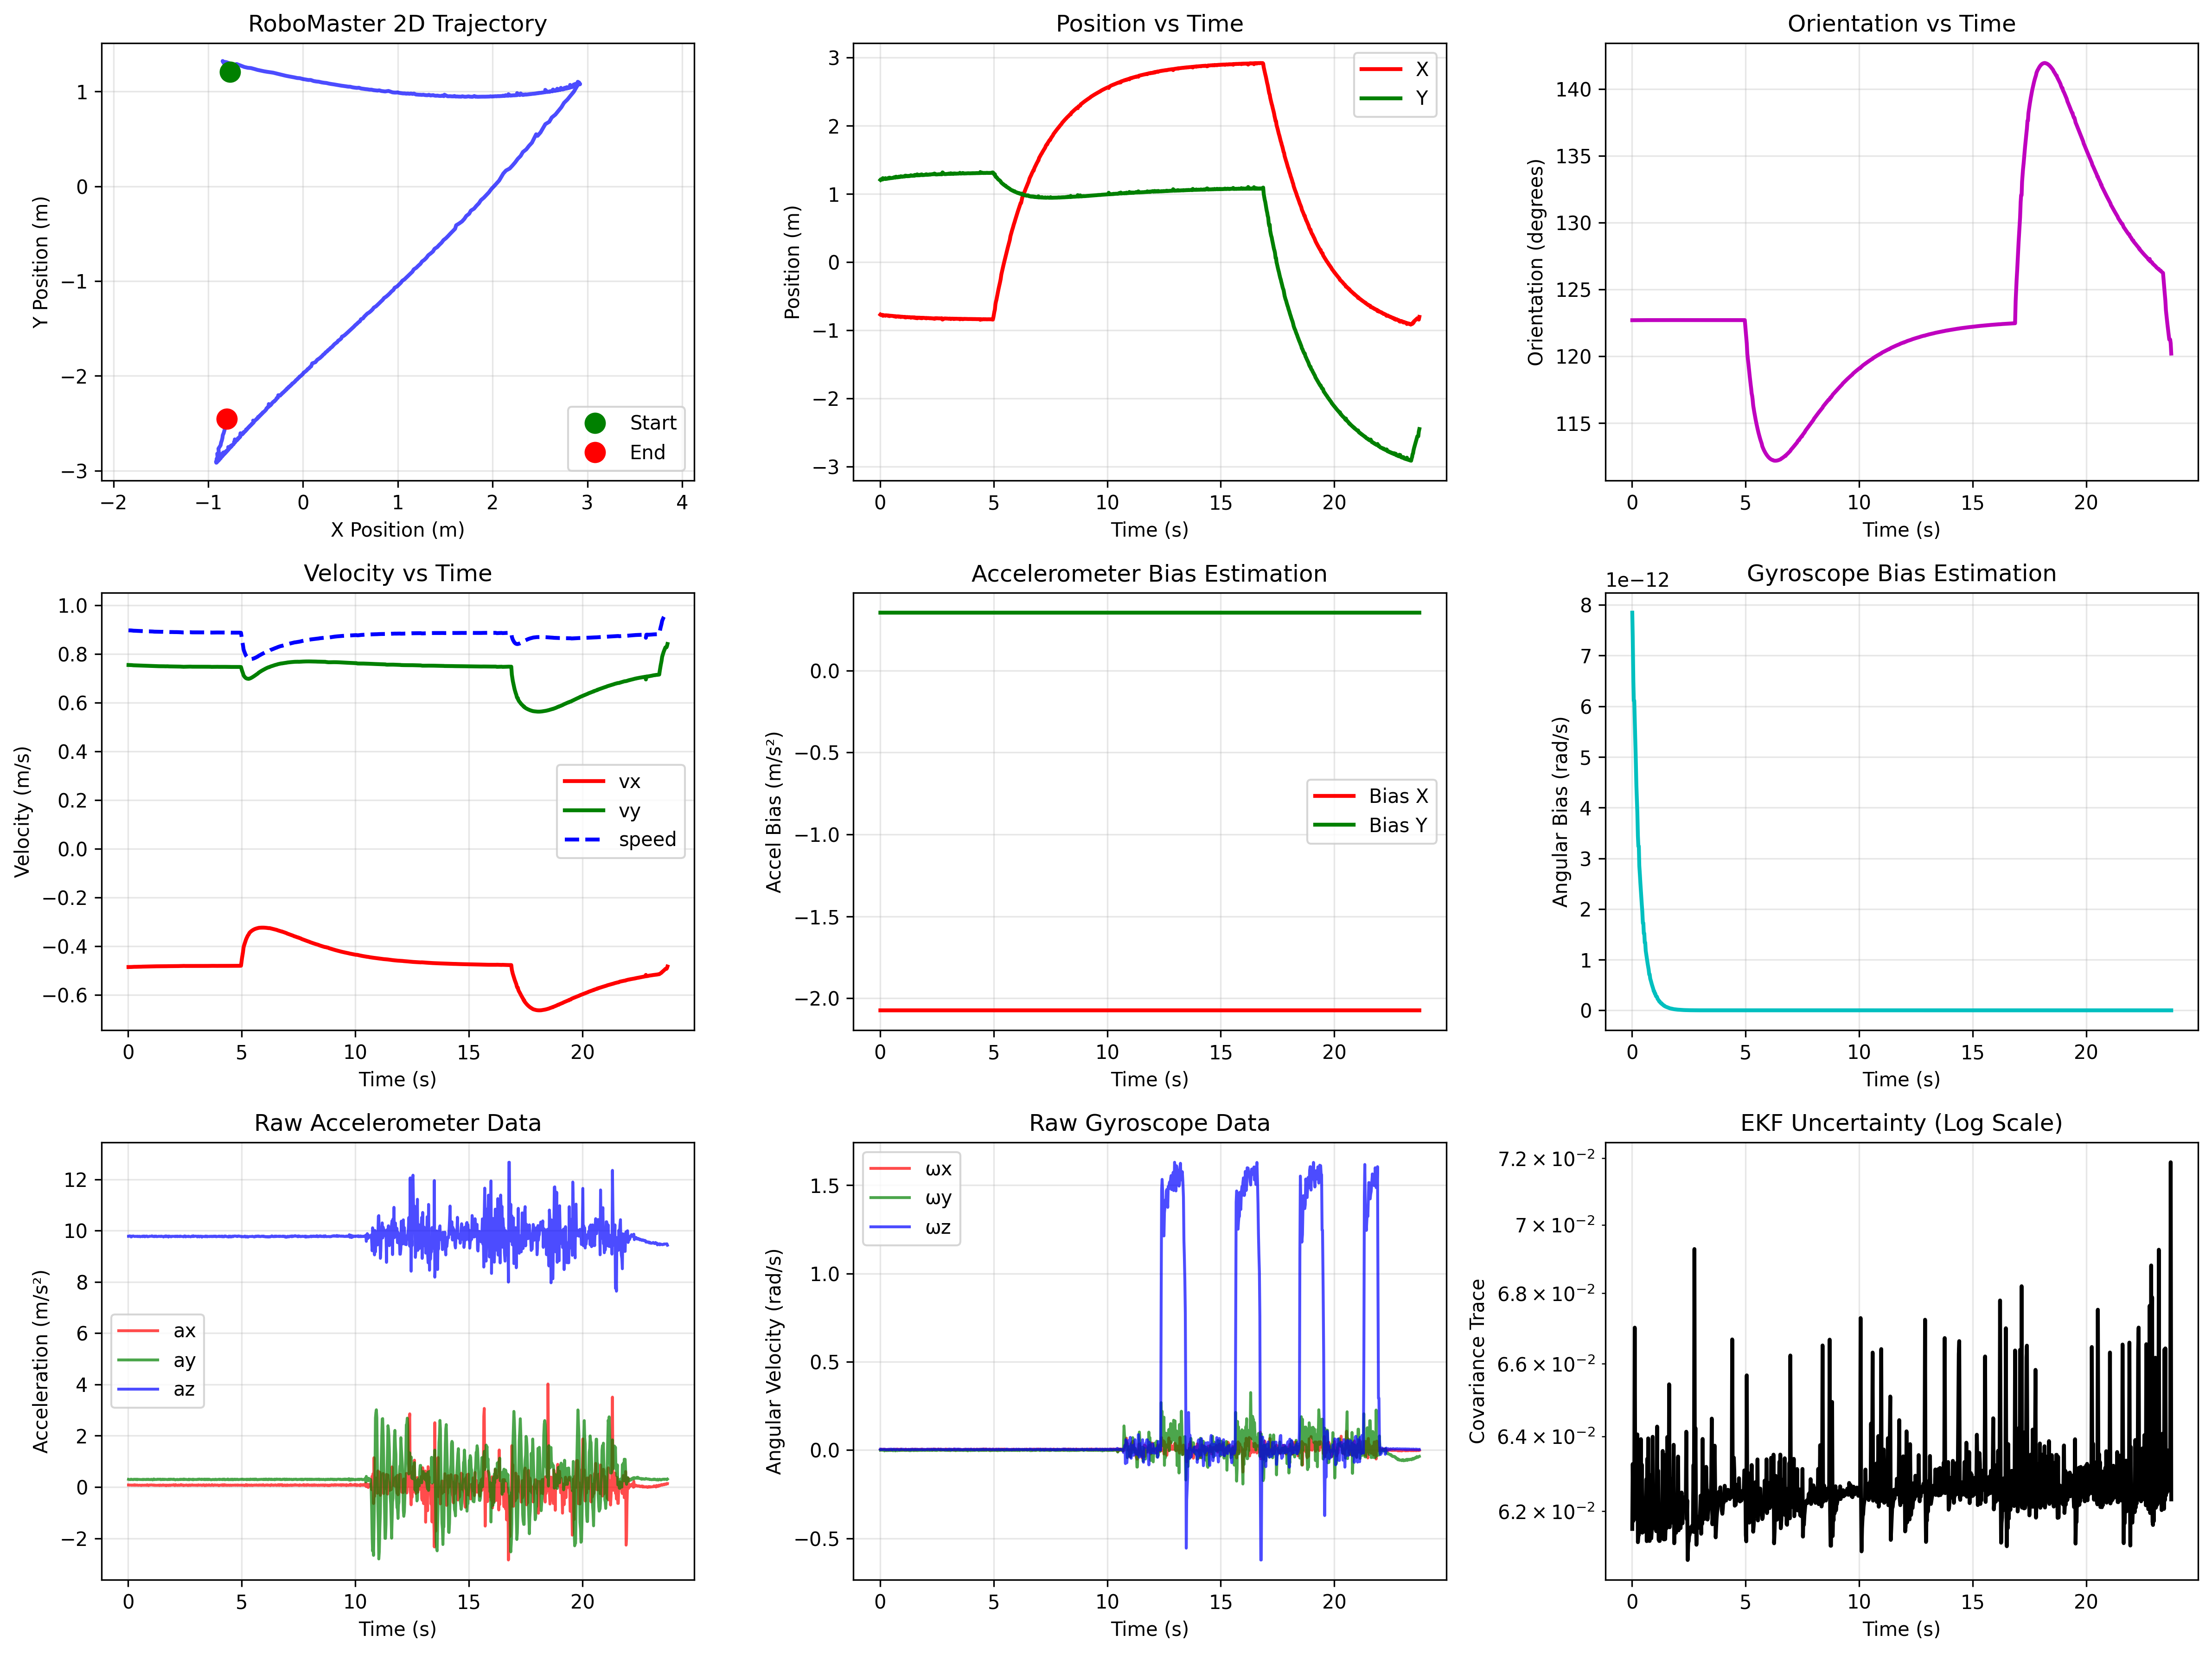 RoboMaster 2D Trajectory
Y Position (m)
1
0
−1
−2
−3
Start
End
−2 −1 0 1 2 3 4
X Position (m)
Position vs Time
Position (m)
3
2
1
0
−1
−2
−3
X
Y
0 5 10 15 20
Time (s)
Orientation vs Time
Orientation (degrees)
140
135
130
125
120
115
0 5 10 15 20
Time (s)
Velocity vs Time
Velocity (m/s)
1.0
0.8
0.6
0.4
0.2
0.0
−0.2
−0.4
−0.6
vx
vy
speed
0 5 10 15 20
Time (s)
Accelerometer Bias Estimation
Accel Bias (m/s²)
0.0
−0.5
−1.0
−1.5
−2.0
Bias X
Bias Y
0 5 10 15 20
Time (s)
1e−12
Gyroscope Bias Estimation
Angular Bias (rad/s)
8
7
6
5
4
3
2
1
0
0 5 10 15 20
Time (s)
Raw Accelerometer Data
Acceleration (m/s²)
12
10
8
6
4
2
0
−2
ax
ay
az
0 5 10 15 20
Time (s)
Raw Gyroscope Data
Angular Velocity (rad/s)
1.5
1.0
0.5
0.0
−0.5
ωx
ωy
ωz
0 5 10 15 20
Time (s)
EKF Uncertainty (Log Scale)
Covariance Trace
7.2 × 10⁻²
7 × 10⁻²
6.8 × 10⁻²
6.6 × 10⁻²
6.4 × 10⁻²
6.2 × 10⁻²
0 5 10 15 20
Time (s)